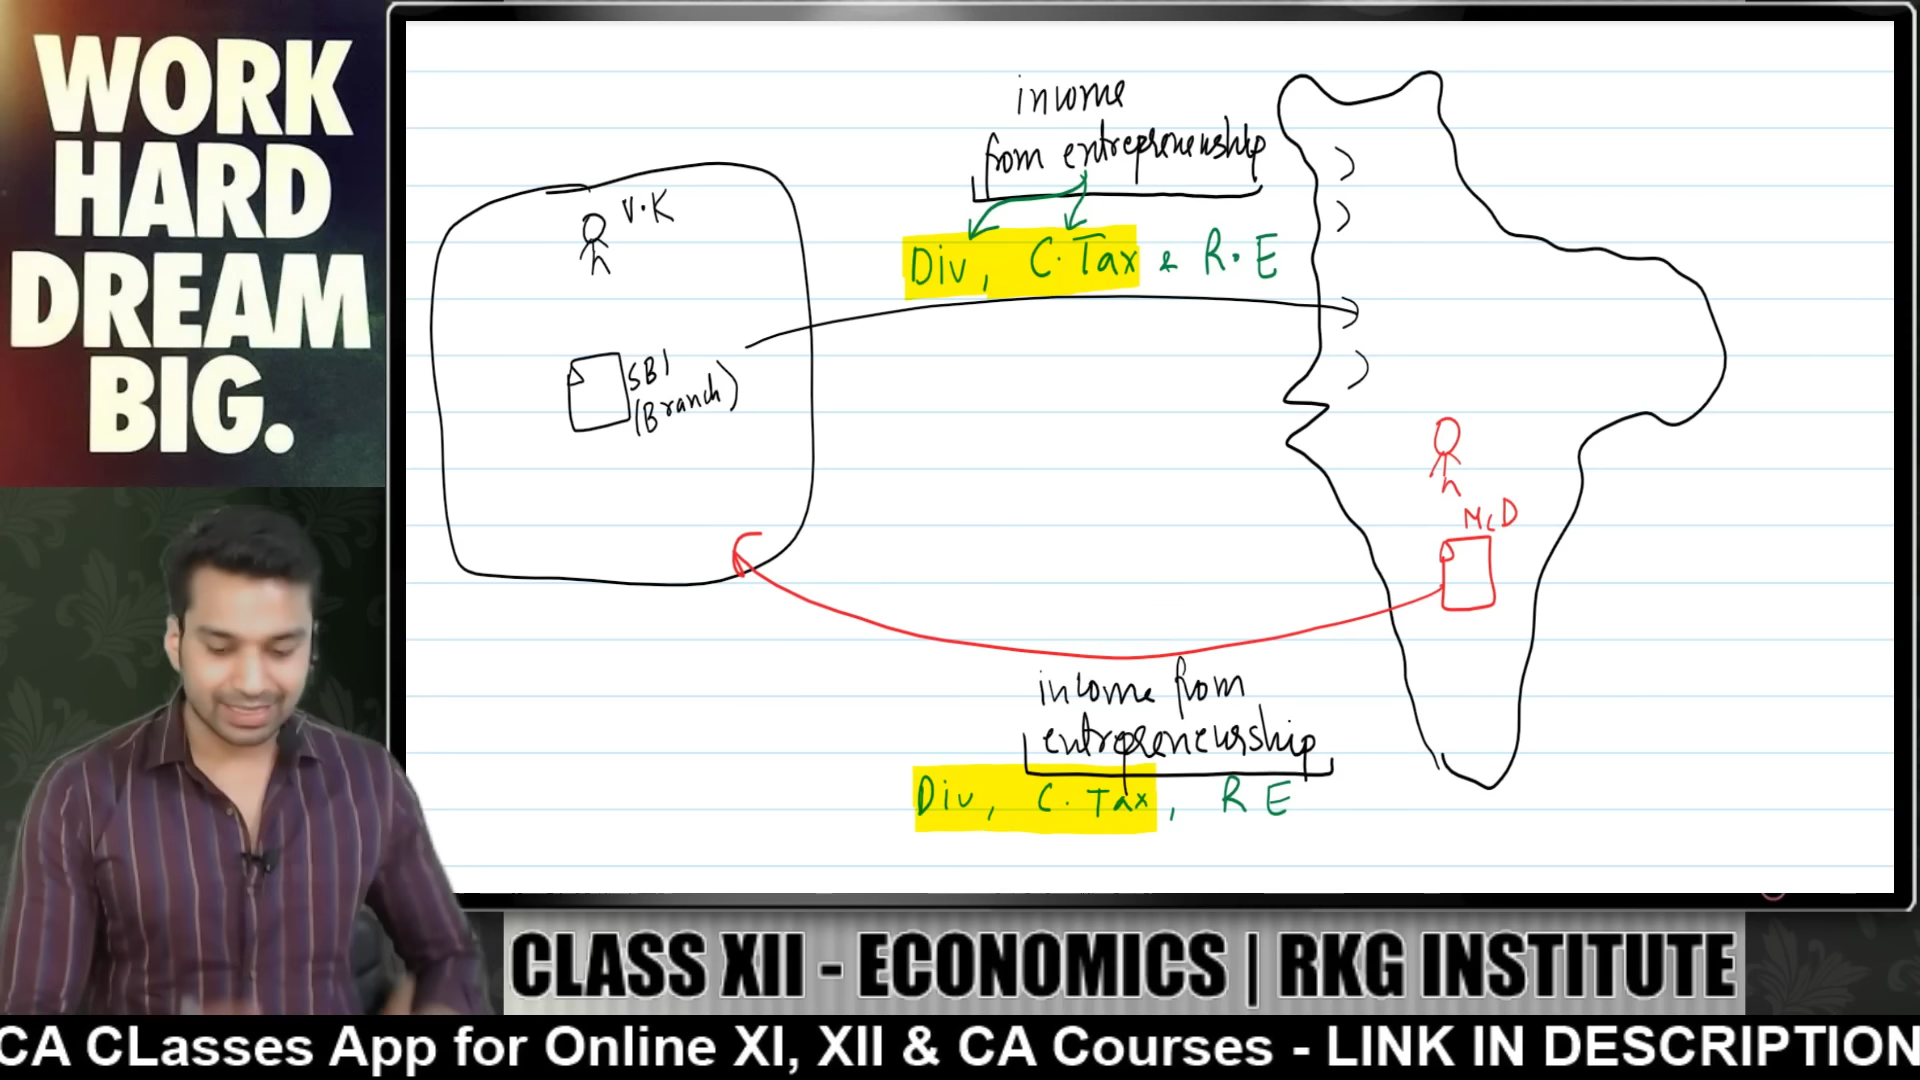 WORK
HARD
DREAM
BIG.
income
from entrepreneuship
V.K
Div, C.Tax & R.E
SBI
(Branch)
McD
income from
entrepreneurship
Div, C.Tax, R E
CLASS XII - ECONOMICS | RKG INSTITUTE
CA CLasses App for Online XI, XII & CA Courses - LINK IN DESCRIPTION